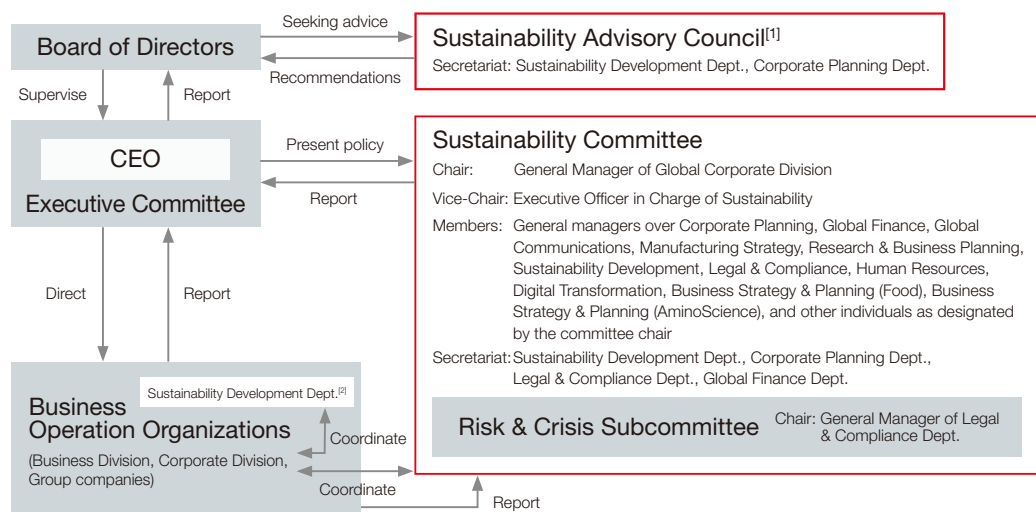 Board of Directors
Seeking advice
Recommendations
Sustainability Advisory Council[1]
Secretariat: Sustainability Development Dept., Corporate Planning Dept.
Supervise
Report
CEO
Executive Committee
Present policy
Report
Sustainability Committee
Chair: General Manager of Global Corporate Division
Vice-Chair: Executive Officer in Charge of Sustainability
Members: General managers over Corporate Planning, Global Finance, Global
Communications, Manufacturing Strategy, Research & Business Planning,
Sustainability Development, Legal & Compliance, Human Resources,
Digital Transformation, Business Strategy & Planning (Food), Business
Strategy & Planning (AminoScience), and other individuals as designated
by the committee chair
Secretariat: Sustainability Development Dept., Corporate Planning Dept.,
Legal & Compliance Dept., Global Finance Dept.
Risk & Crisis Subcommittee
Chair: General Manager of Legal
& Compliance Dept.
Direct
Report
Sustainability Development Dept.[2]
Business
Operation Organizations
(Business Division, Corporate Division,
Group companies)
Coordinate
Coordinate
Report